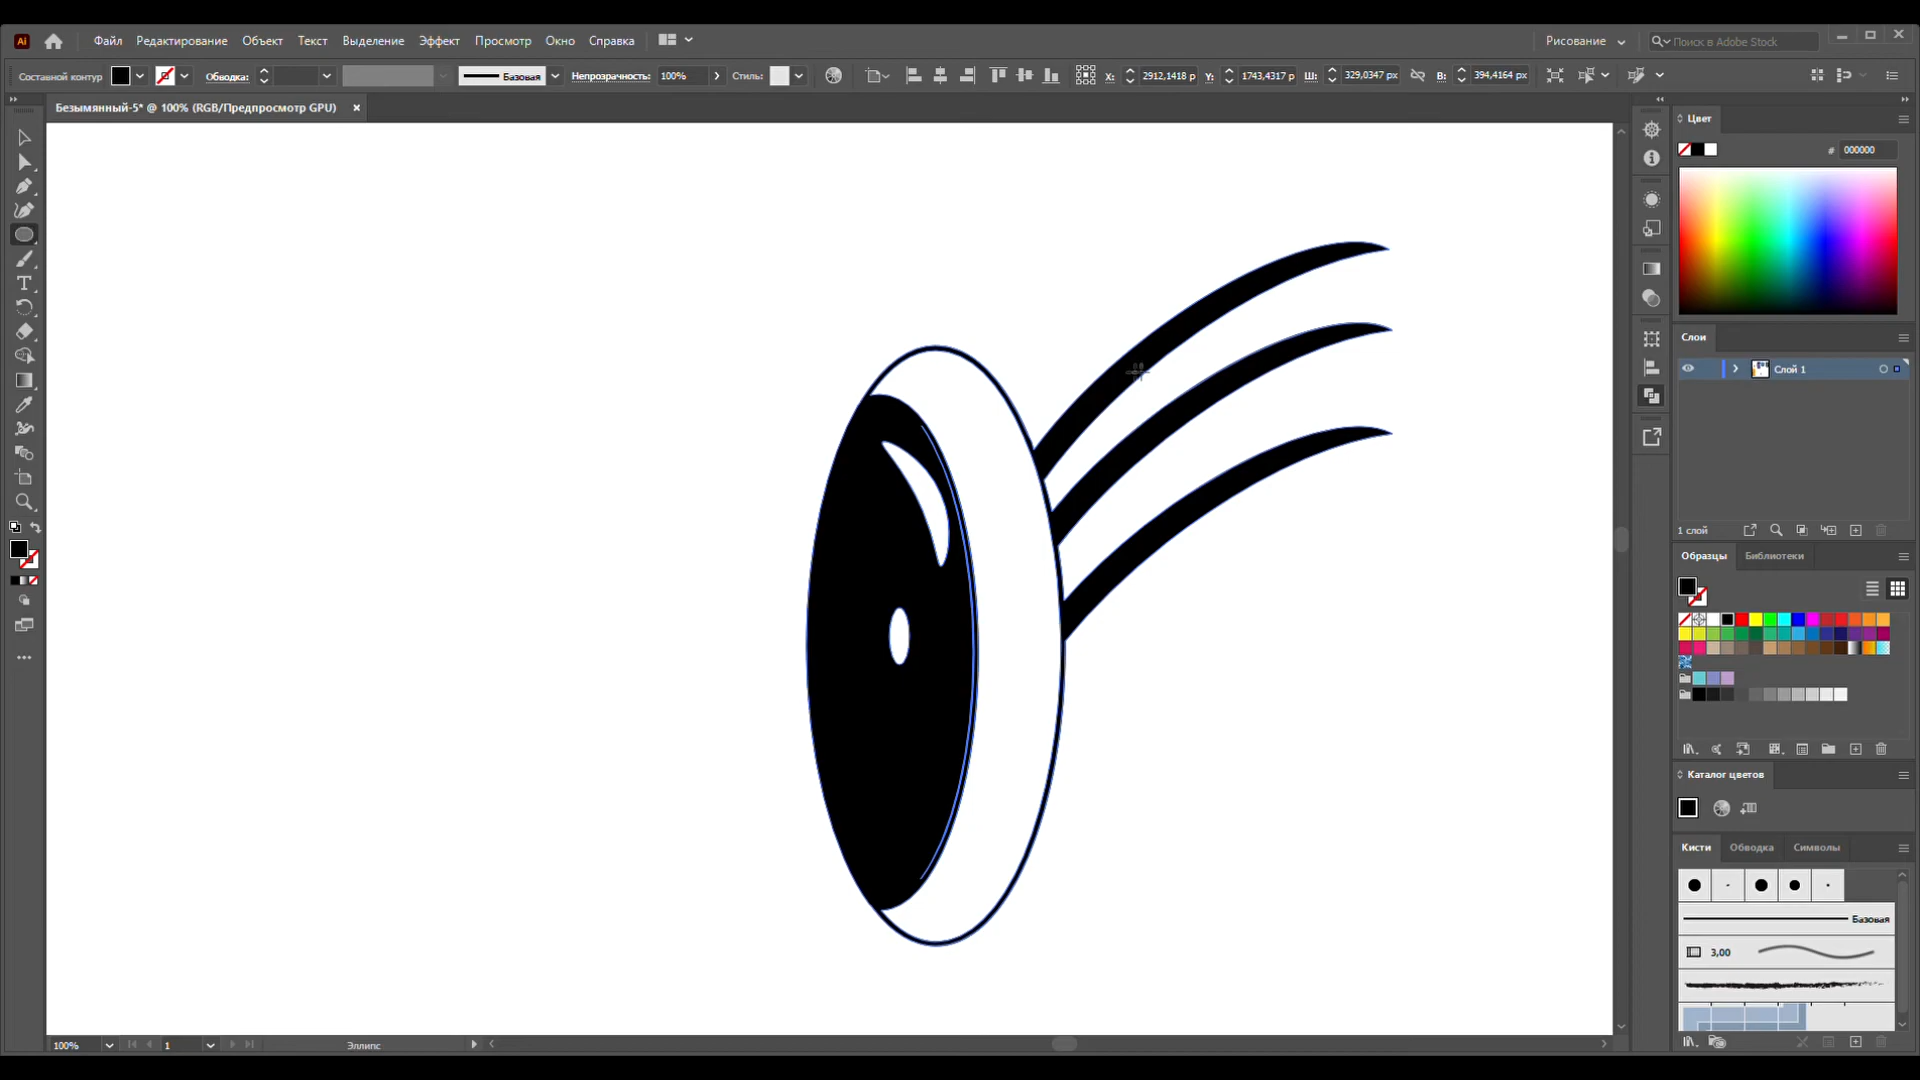 Ai Файл Редактирование Объект Текст Выделение Эффект Просмотр Окно Справка Рисование Поиск в Adobe Stock
Составной контур Обводка: Базовая Непрозрачность: 100% Стиль: X: 2912,1418 p Y: 1743,4317 p Ш: 329,0347 px В: 394,4164 px
Безымянный-5* @ 100% (RGB/Предпросмотр GPU)
Цвет
# 000000
Слои
Слой 1
1 слой
Образцы Библиотеки
Каталог цветов
Кисти Обводка Символы
Базовая
3,00
100% 1 Эллипс